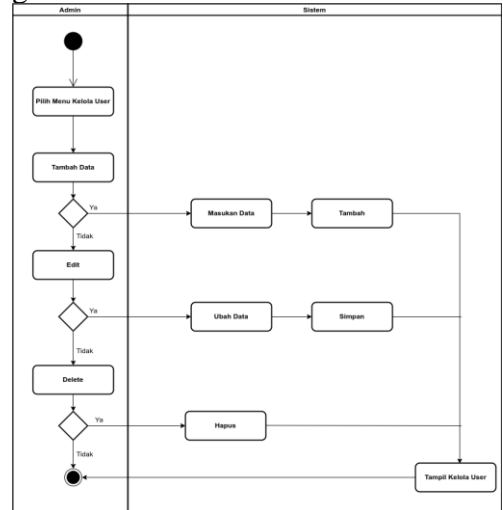 Admin
Sistem
Pilih Menu Kelola User
Tambah Data
Ya
Masukan Data
Tambah
Tidak
Edit
Ya
Ubah Data
Simpan
Tidak
Delete
Ya
Hapus
Tidak
Tampil Kelola User